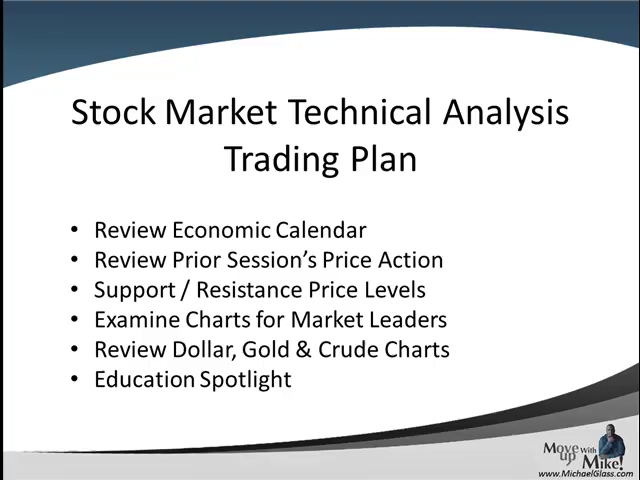 Stock Market Technical Analysis
Trading Plan
• Review Economic Calendar
• Review Prior Session's Price Action
• Support / Resistance Price Levels
• Examine Charts for Market Leaders
• Review Dollar, Gold & Crude Charts
• Education Spotlight
Move up With Mike!
www.MichaelGlass.com